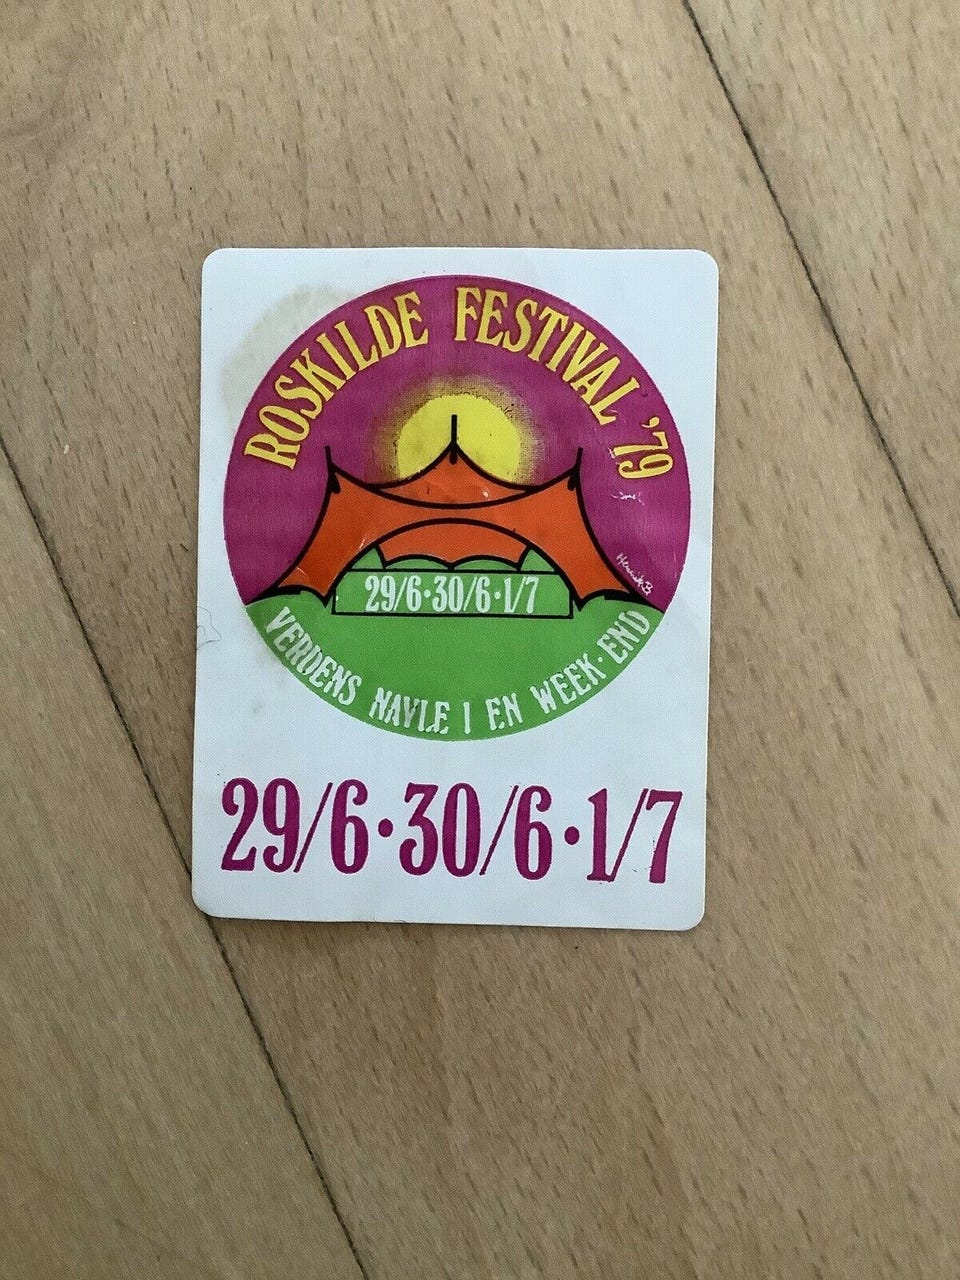 ROSKILDE FESTIVAL '79
Henrik B
29/6·30/6·1/7
VERDENS NAVLE I EN WEEK-END
29/6·30/6·1/7